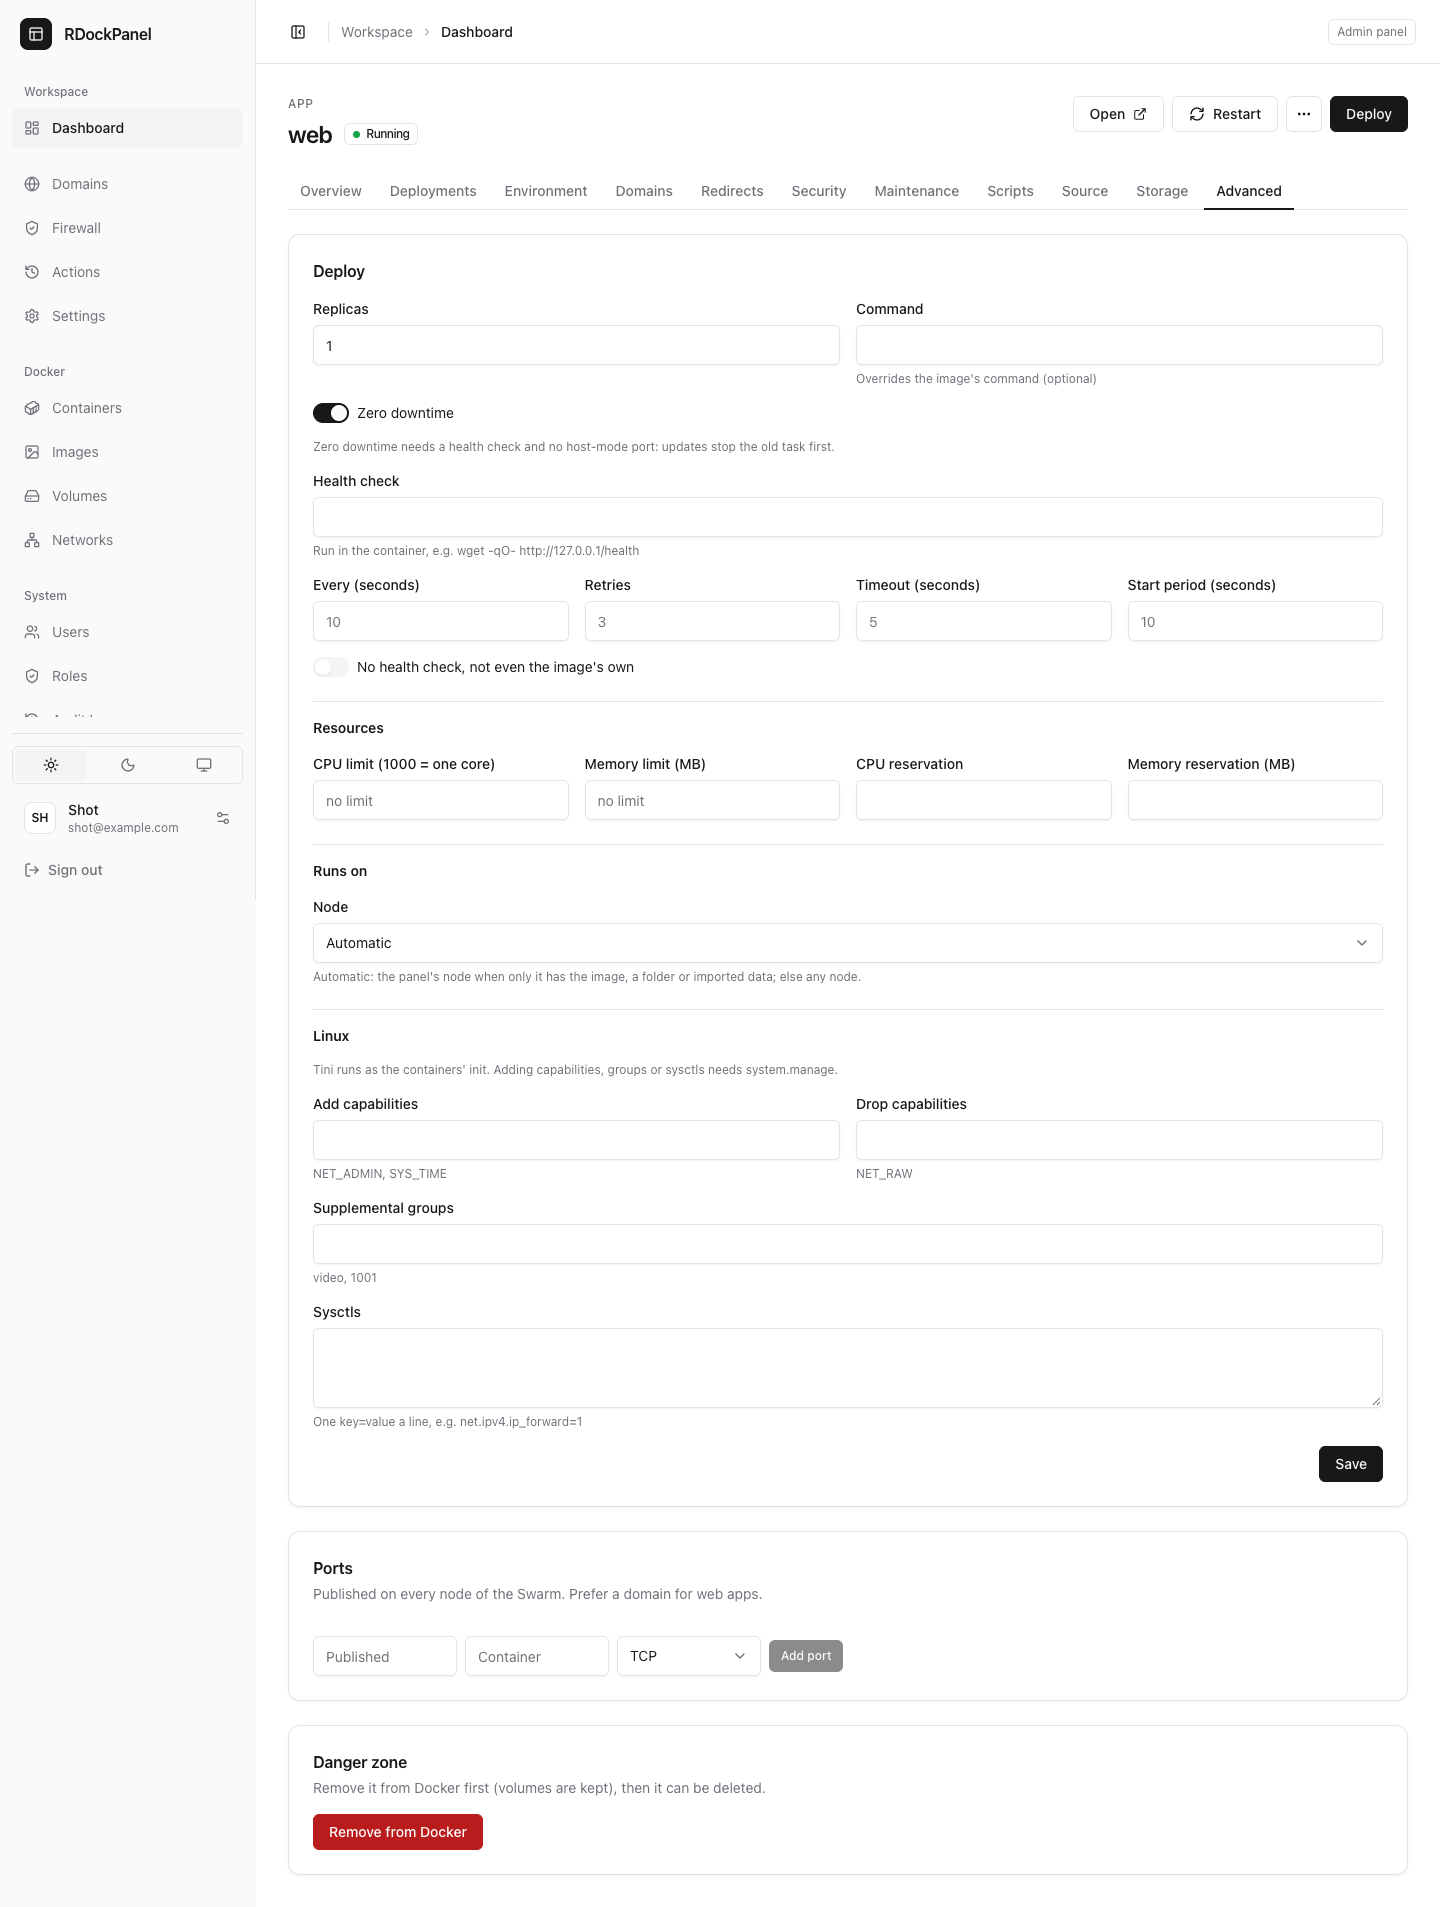 RDockPanel
Workspace
Dashboard
Domains
Firewall
Actions
Settings
Docker
Containers
Images
Volumes
Networks
System
Users
Roles
SH
Shot
shot@example.com
Sign out
Workspace > Dashboard
Admin panel
APP
web
Running
Open
Restart
Deploy
Overview Deployments Environment Domains Redirects Security Maintenance Scripts Source Storage Advanced
Deploy
Replicas
Command
1
Overrides the image's command (optional)
Zero downtime
Zero downtime needs a health check and no host-mode port: updates stop the old task first.
Health check
Run in the container, e.g. wget -qO- http://127.0.0.1/health
Every (seconds) Retries Timeout (seconds) Start period (seconds)
10 3 5 10
No health check, not even the image's own
Resources
CPU limit (1000 = one core) Memory limit (MB) CPU reservation Memory reservation (MB)
no limit no limit
Runs on
Node
Automatic
Automatic: the panel's node when only it has the image, a folder or imported data; else any node.
Linux
Tini runs as the containers' init. Adding capabilities, groups or sysctls needs system.manage.
Add capabilities Drop capabilities
NET_ADMIN, SYS_TIME NET_RAW
Supplemental groups
video, 1001
Sysctls
One key=value a line, e.g. net.ipv4.ip_forward=1
Save
Ports
Published on every node of the Swarm. Prefer a domain for web apps.
Published Container TCP Add port
Danger zone
Remove it from Docker first (volumes are kept), then it can be deleted.
Remove from Docker